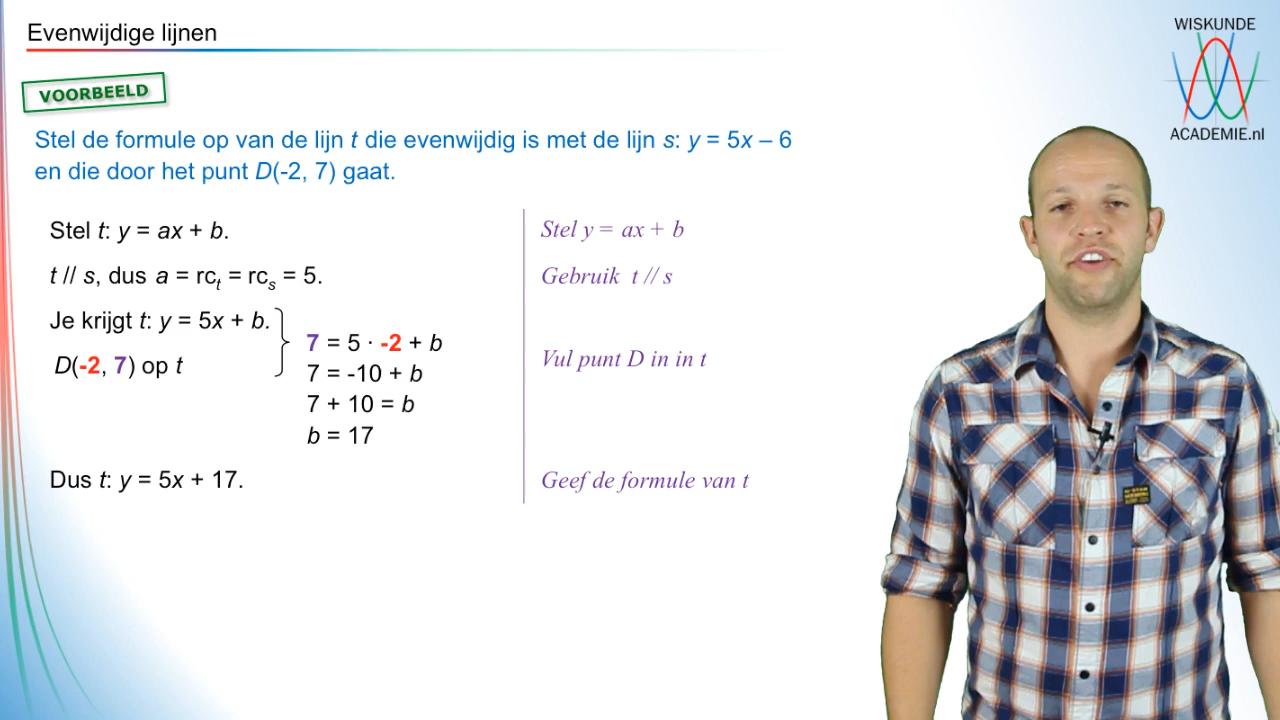 Evenwijdige lijnen
WISKUNDE
ACADEMIE.nl
VOORBEELD
Stel de formule op van de lijn t die evenwijdig is met de lijn s: y = 5x – 6
en die door het punt D(-2, 7) gaat.
Stel t: y = ax + b.
Stel y = ax + b
t // s, dus a = rcₜ = rcₛ = 5.
Gebruik t // s
Je krijgt t: y = 5x + b.
D(-2, 7) op t
7 = 5 · -2 + b
7 = -10 + b
7 + 10 = b
b = 17
Vul punt D in in t
Dus t: y = 5x + 17.
Geef de formule van t